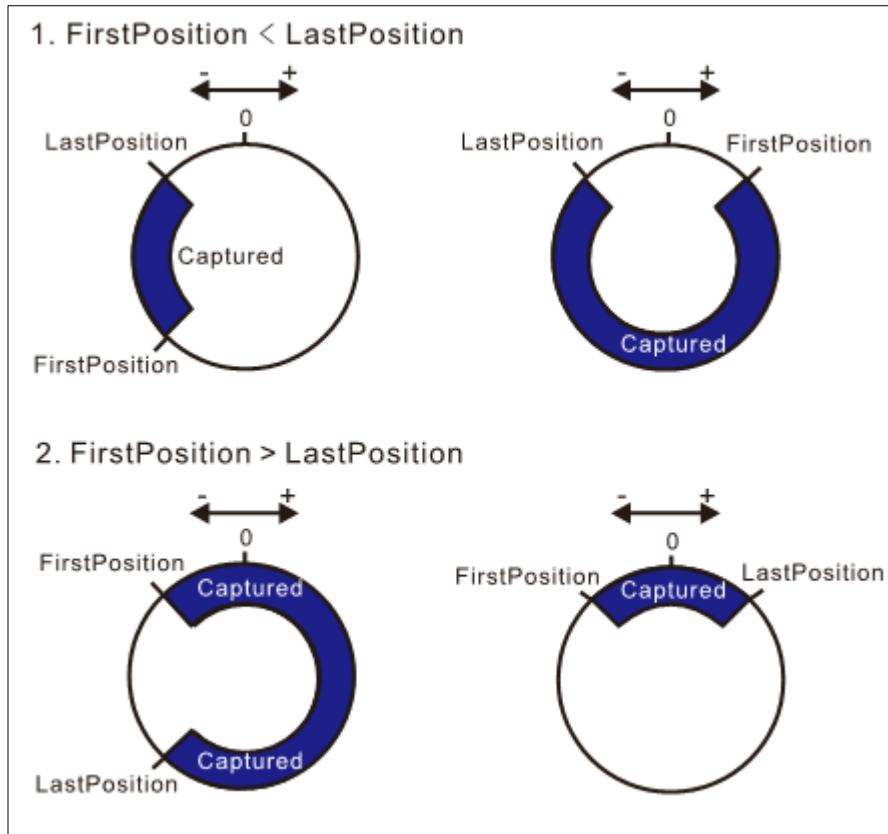 1. FirstPosition < LastPosition
- +
0
LastPosition
Captured
FirstPosition
- +
0
LastPosition
FirstPosition
Captured
2. FirstPosition > LastPosition
- +
0
FirstPosition
Captured
Captured
LastPosition
- +
0
FirstPosition
LastPosition
Captured